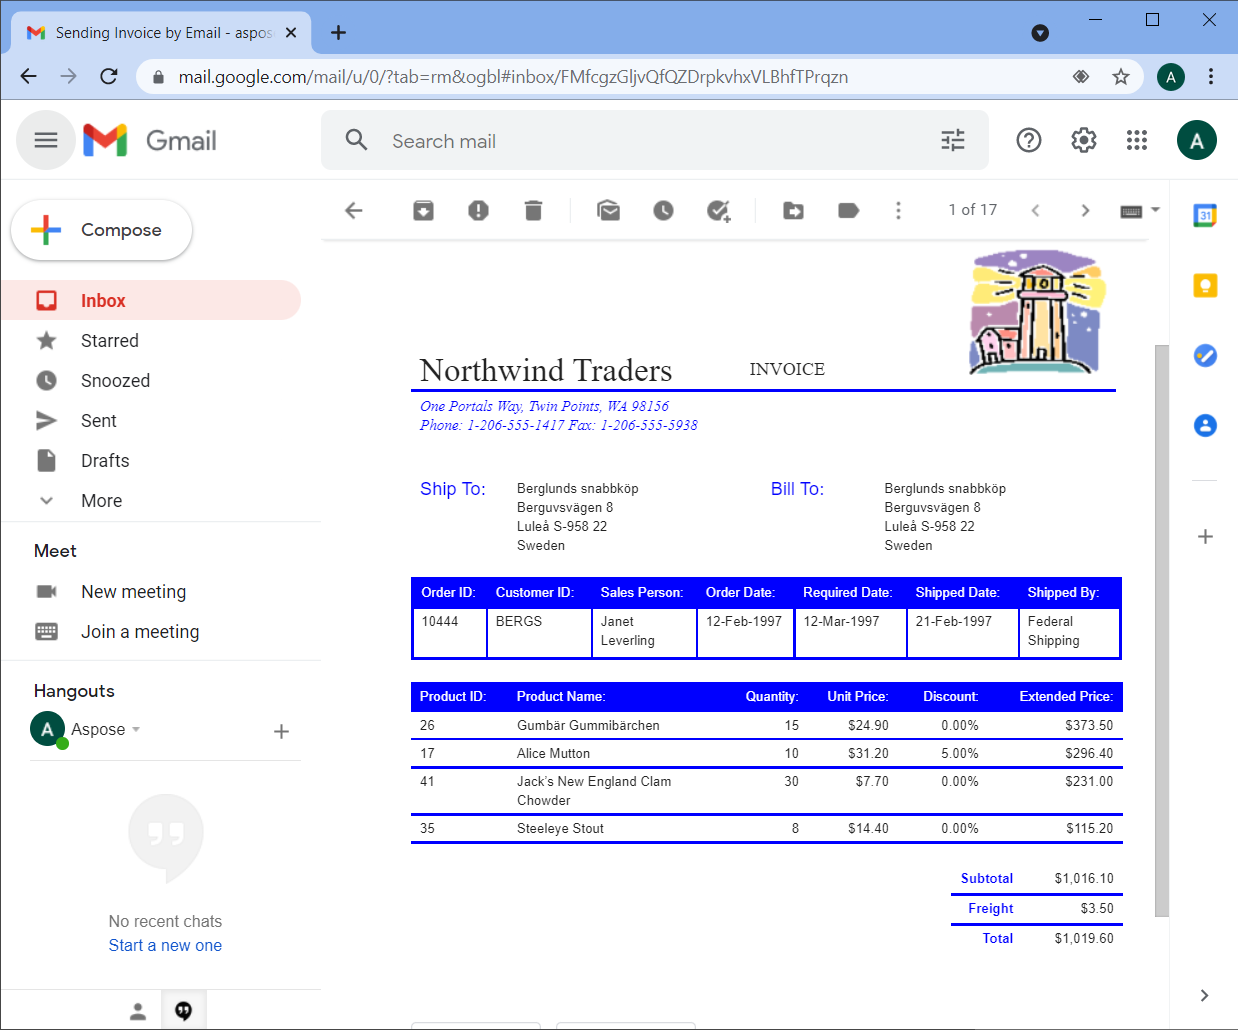 Sending Invoice by Email - aspos
mail.google.com/mail/u/0/?tab=rm&ogbl#inbox/FMfcgzGljvQfQZDrpkvhxVLBhfTPrqzn
A
Gmail
Search mail
A
Compose
1 of 17
31
Inbox
Starred
Snoozed
Sent
Drafts
More
Meet
New meeting
Join a meeting
Hangouts
A
Aspose
No recent chats
Start a new one
Northwind Traders
INVOICE
One Portals Way, Twin Points, WA 98156
Phone: 1-206-555-1417 Fax: 1-206-555-5938
Ship To:
Berglunds snabbköp
Berguvsvägen 8
Luleå S-958 22
Sweden
Bill To:
Berglunds snabbköp
Berguvsvägen 8
Luleå S-958 22
Sweden
Order ID: Customer ID: Sales Person: Order Date: Required Date: Shipped Date: Shipped By:
10444 BERGS Janet 12-Feb-1997 12-Mar-1997 21-Feb-1997 Federal
Leverling Shipping
Product ID: Product Name: Quantity: Unit Price: Discount: Extended Price:
26 Gumbär Gummibärchen 15 $24.90 0.00% $373.50
17 Alice Mutton 10 $31.20 5.00% $296.40
41 Jack's New England Clam 30 $7.70 0.00% $231.00
Chowder
35 Steeleye Stout 8 $14.40 0.00% $115.20
Subtotal $1,016.10
Freight $3.50
Total $1,019.60